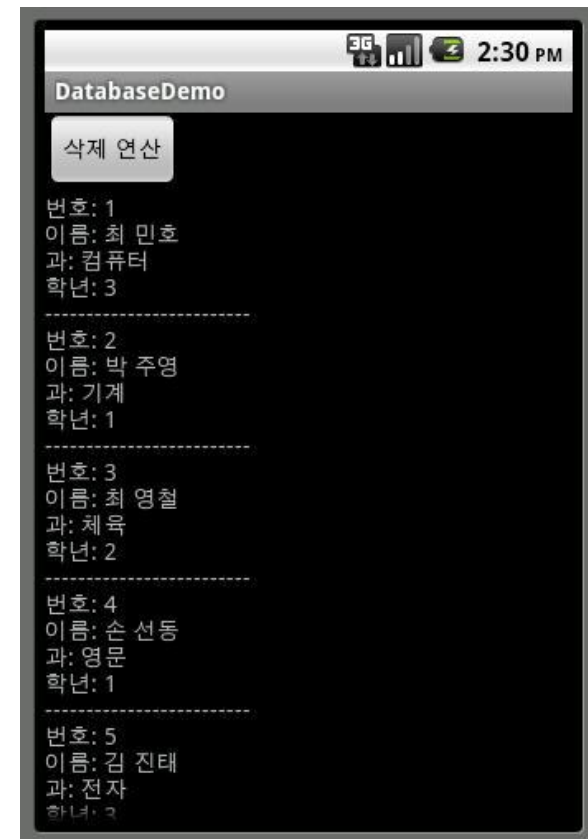 3G 2:30 PM
DatabaseDemo
삭제 연산
번호: 1
이름: 최 민호
과: 컴퓨터
학년: 3
-------------------------
번호: 2
이름: 박 주영
과: 기계
학년: 1
-------------------------
번호: 3
이름: 최 영철
과: 체육
학년: 2
-------------------------
번호: 4
이름: 손 선동
과: 영문
학년: 1
-------------------------
번호: 5
이름: 김 진태
과: 전자
학년: 3